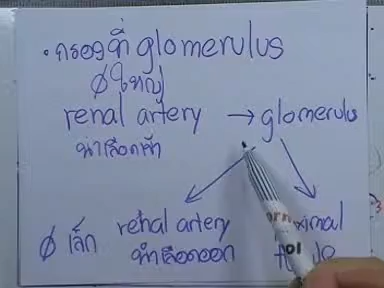 • กรองที่ glomerulus
ϕ ใหญ่
renal artery → glomerulus
นำเลือดเข้า
ϕ เล็ก renal artery
นำเลือดออก